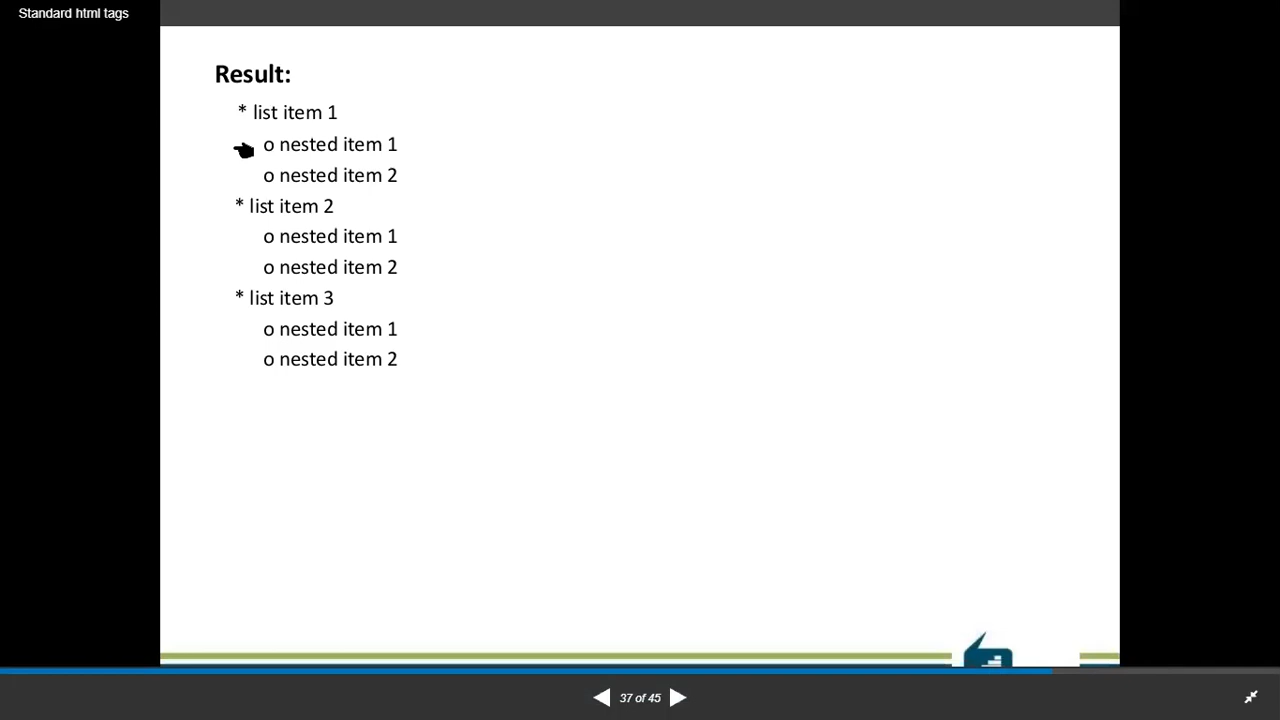 Standard html tags
Result:
* list item 1
o nested item 1
o nested item 2
* list item 2
o nested item 1
o nested item 2
* list item 3
o nested item 1
o nested item 2
37 of 45